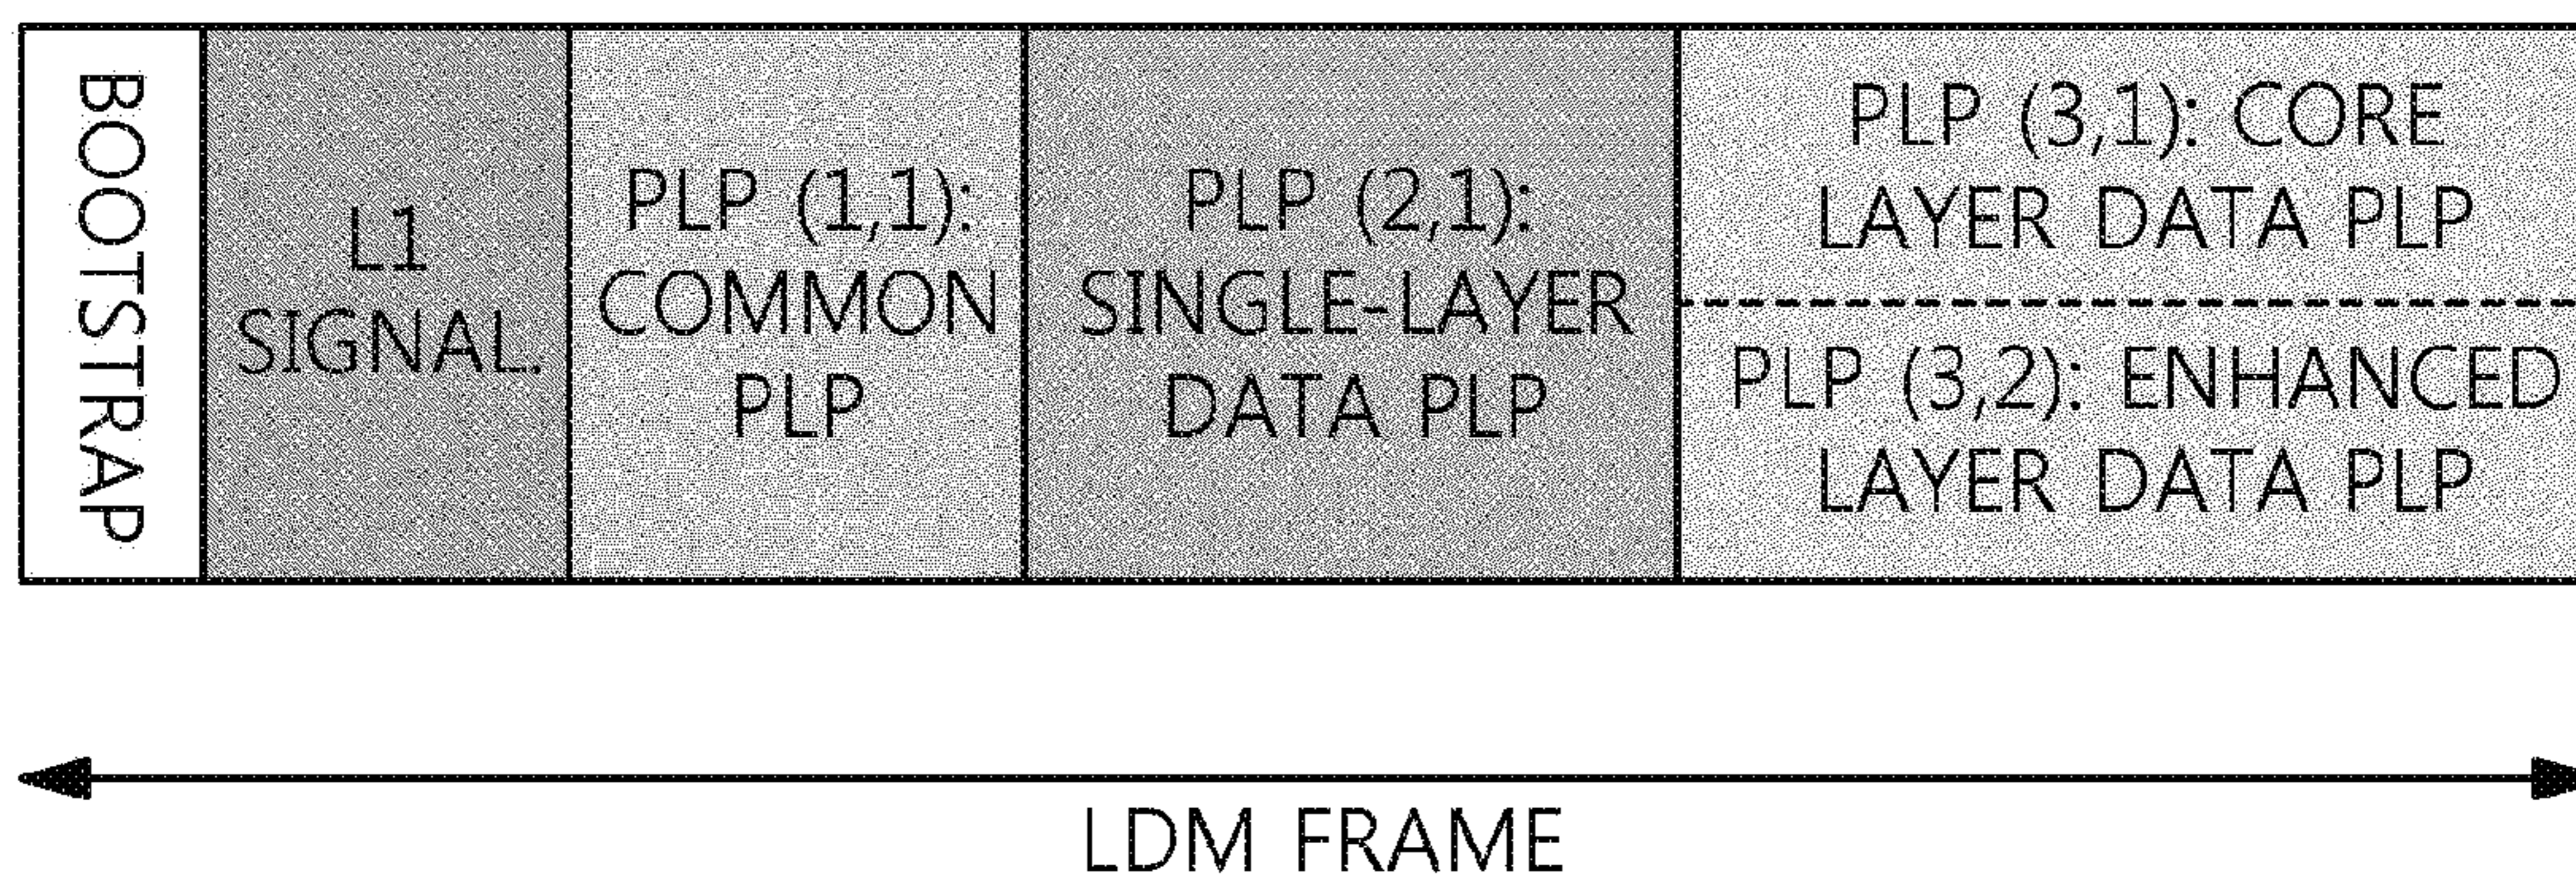 BOOTSTRAP
L1
SIGNAL.
PLP (1,1):
COMMON
PLP
PLP (2,1):
SINGLE-LAYER
DATA PLP
PLP (3,1): CORE
LAYER DATA PLP
PLP (3,2): ENHANCED
LAYER DATA PLP
LDM FRAME